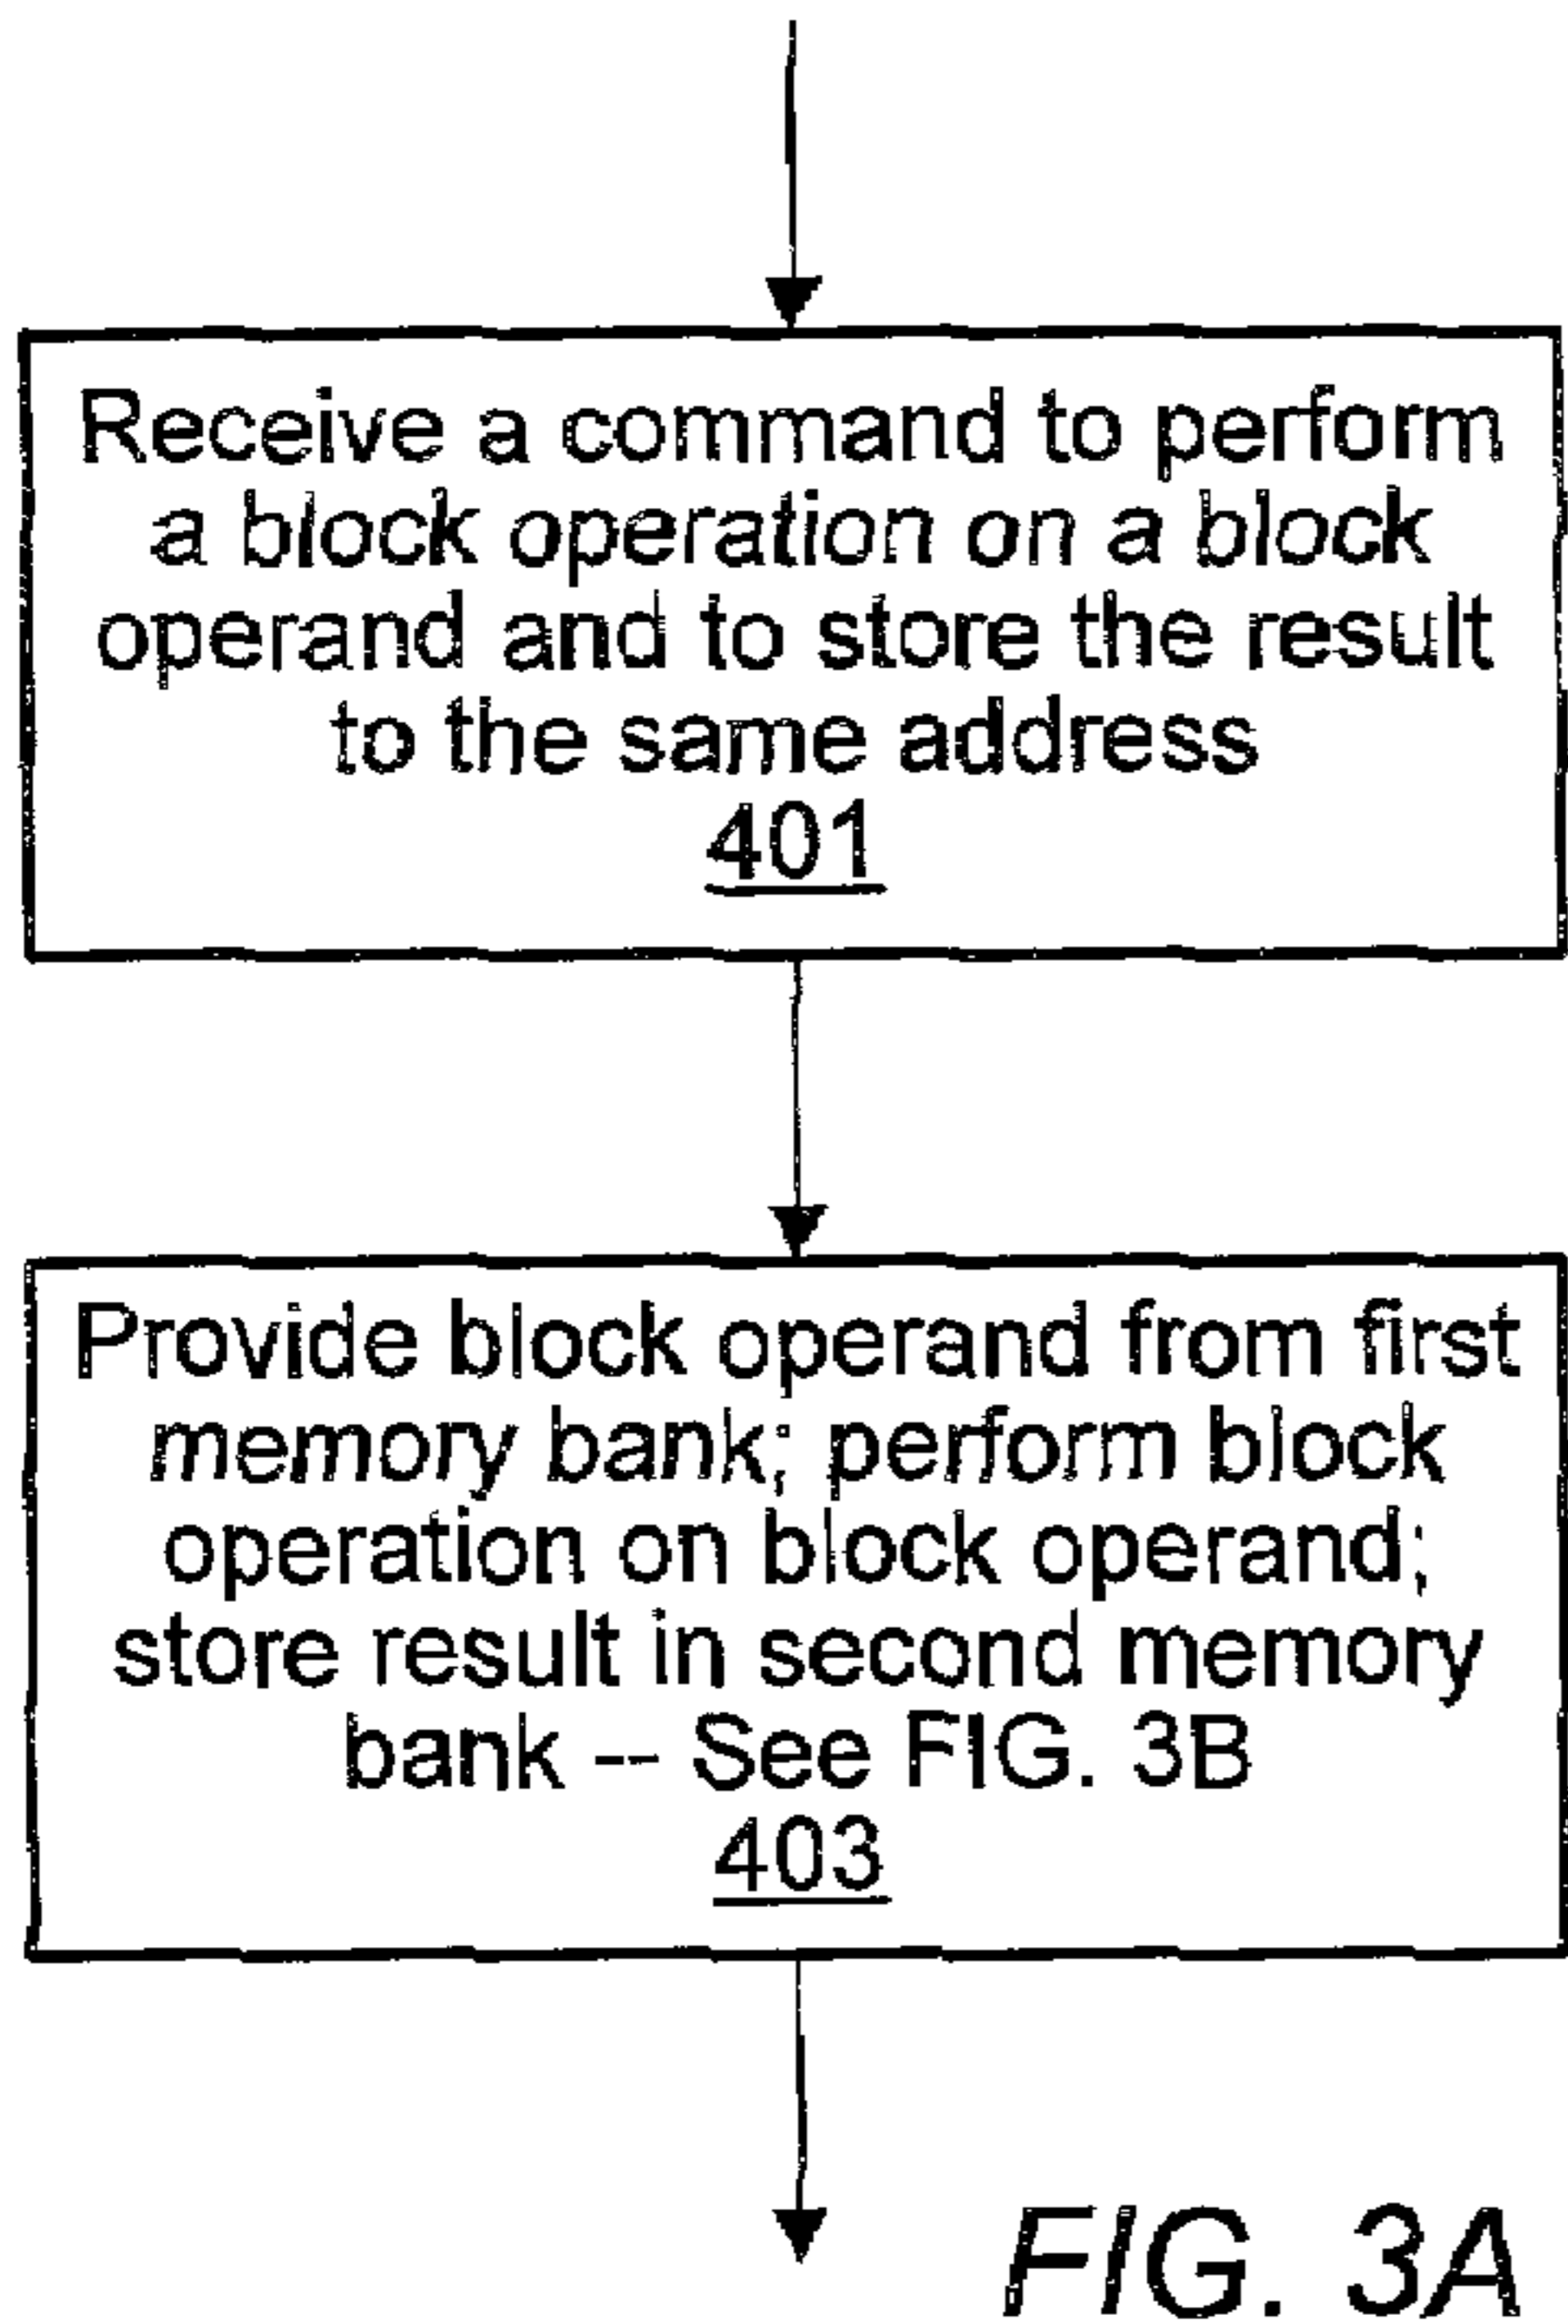 Receive a command to perform
a block operation on a block
operand and to store the result
to the same address
401
Provide block operand from first
memory bank; perform block
operation on block operand;
store result in second memory
bank -- See FIG. 3B
403
FIG. 3A